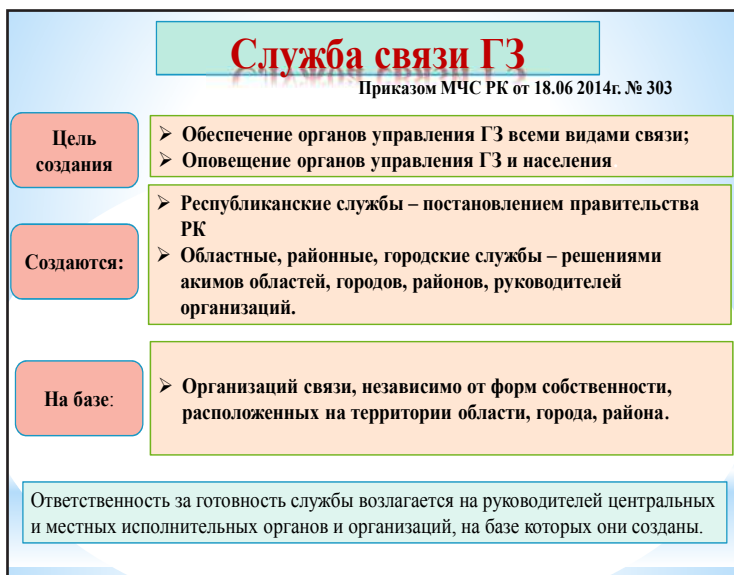 Служба связи ГЗ
Приказом МЧС РК от 18.06 2014г. № 303
Цель
создания
➢ Обеспечение органов управления ГЗ всеми видами связи;
➢ Оповещение органов управления ГЗ и населения
Создаются:
➢ Республиканские службы – постановлением правительства
РК
➢ Областные, районные, городские службы – решениями
акимов областей, городов, районов, руководителей
организаций.
На базе:
➢ Организаций связи, независимо от форм собственности,
расположенных на территории области, города, района.
Ответственность за готовность службы возлагается на руководителей центральных
и местных исполнительных органов и организаций, на базе которых они созданы.